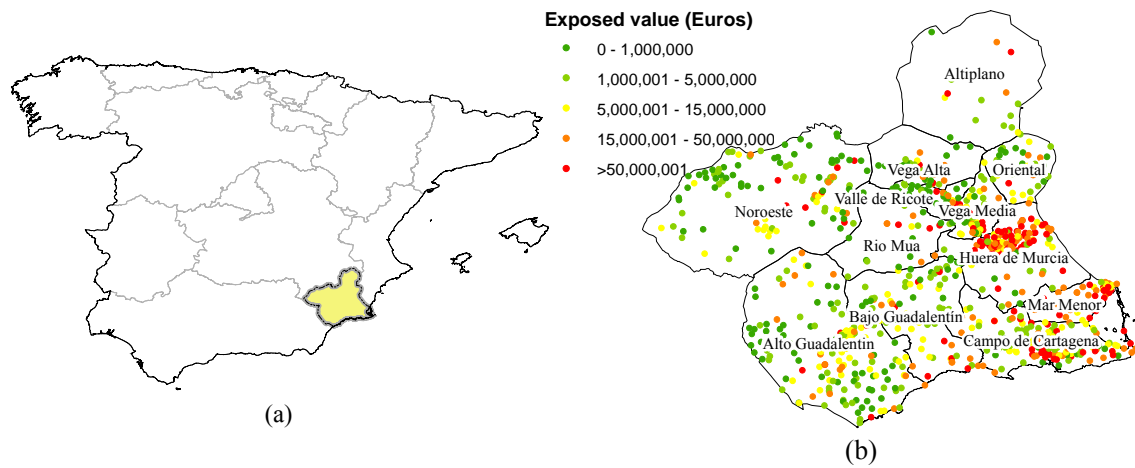 Exposed value (Euros)
0 - 1,000,000
1,000,001 - 5,000,000
5,000,001 - 15,000,000
15,000,001 - 50,000,000
>50,000,001
Altiplano
Vega Alta
Oriental
Valle de Ricote
Noroeste
Vega Media
Rio Mua
Huera de Murcia
Mar Menor
Bajo Guadalentín
Alto Guadalentin
Campo de Cartagena
(a)
(b)